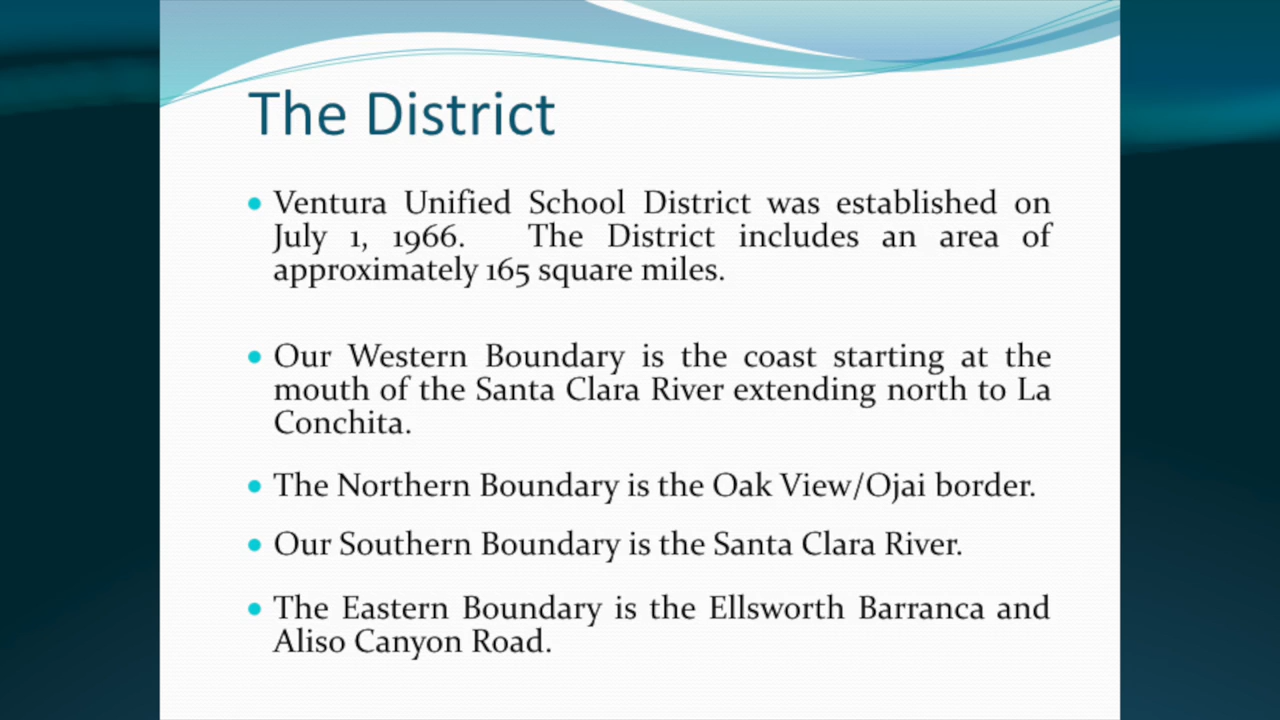 The District
Ventura Unified School District was established on
July 1, 1966. The District includes an area of
approximately 165 square miles.
Our Western Boundary is the coast starting at the
mouth of the Santa Clara River extending north to La
Conchita.
The Northern Boundary is the Oak View/Ojai border.
Our Southern Boundary is the Santa Clara River.
The Eastern Boundary is the Ellsworth Barranca and
Aliso Canyon Road.